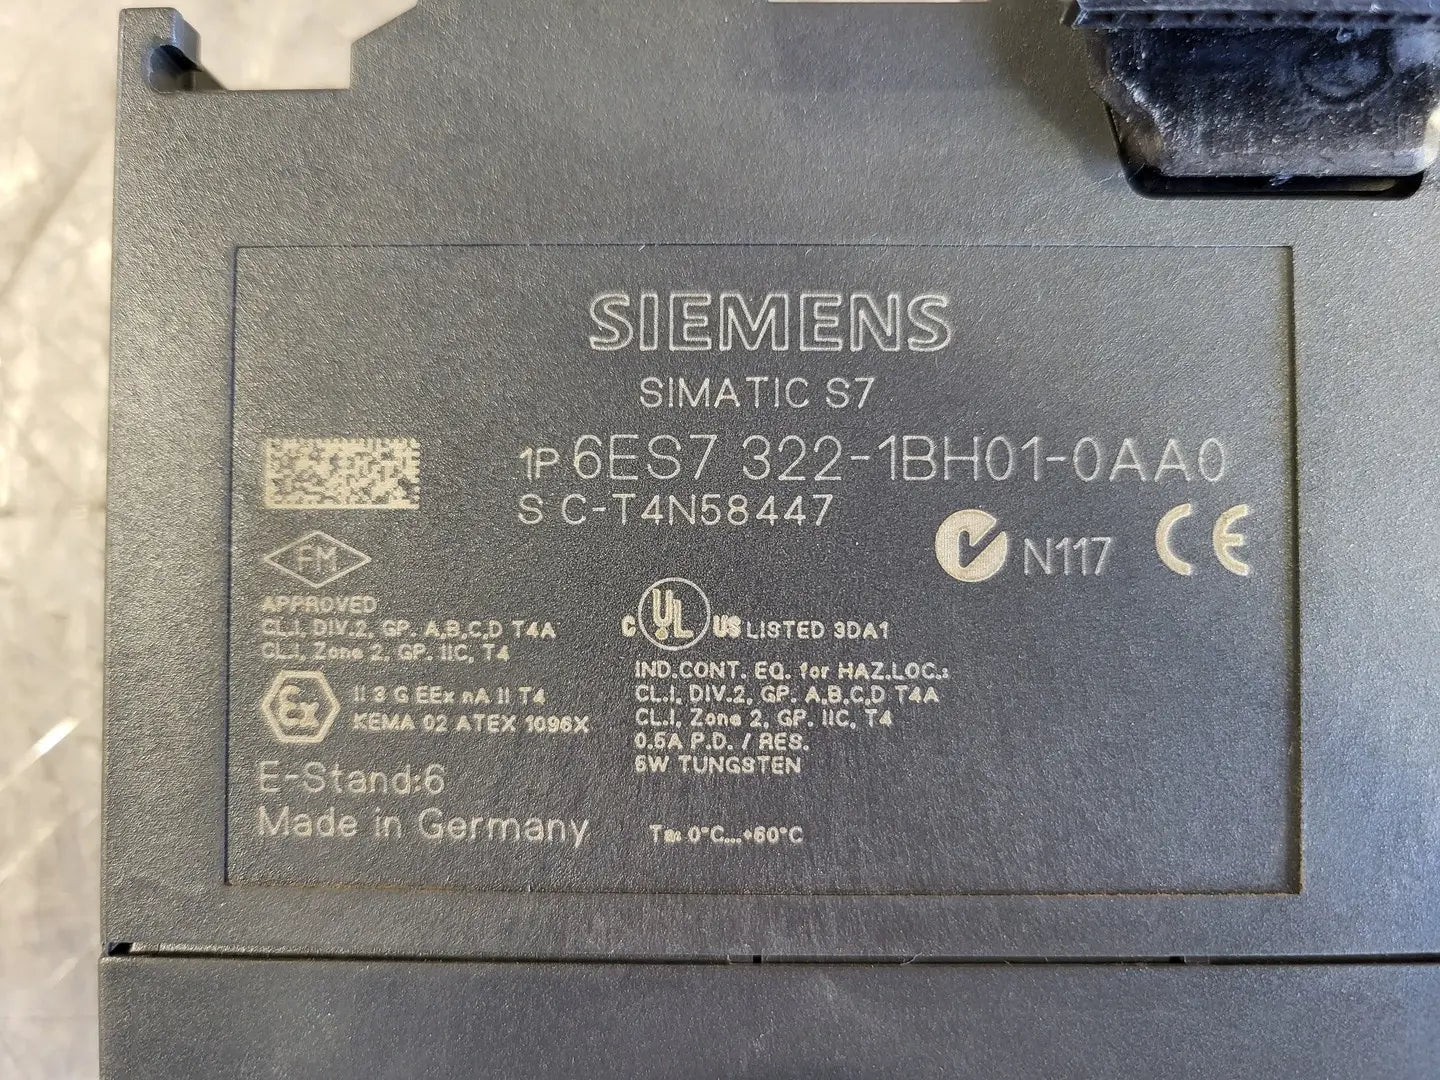 SIEMENS
SIMATIC S7
1P 6ES7 322-1BH01-0AA0
S C-T4N58447
N117 CE
FM
APPROVED
CL.I, DIV.2, GP. A,B,C,D T4A
CL.I, Zone 2, GP. IIC, T4
Ex II 3 G EEx nA II T4
KEMA 02 ATEX 1096X
E-Stand:6
Made in Germany
C UL US LISTED 3DA1
IND.CONT. EQ. for HAZ.LOC.:
CL.I, DIV.2, GP. A,B,C,D T4A
CL.I, Zone 2, GP. IIC, T4
0.5A P.D. / RES.
5W TUNGSTEN
Ta: 0°C...+60°C